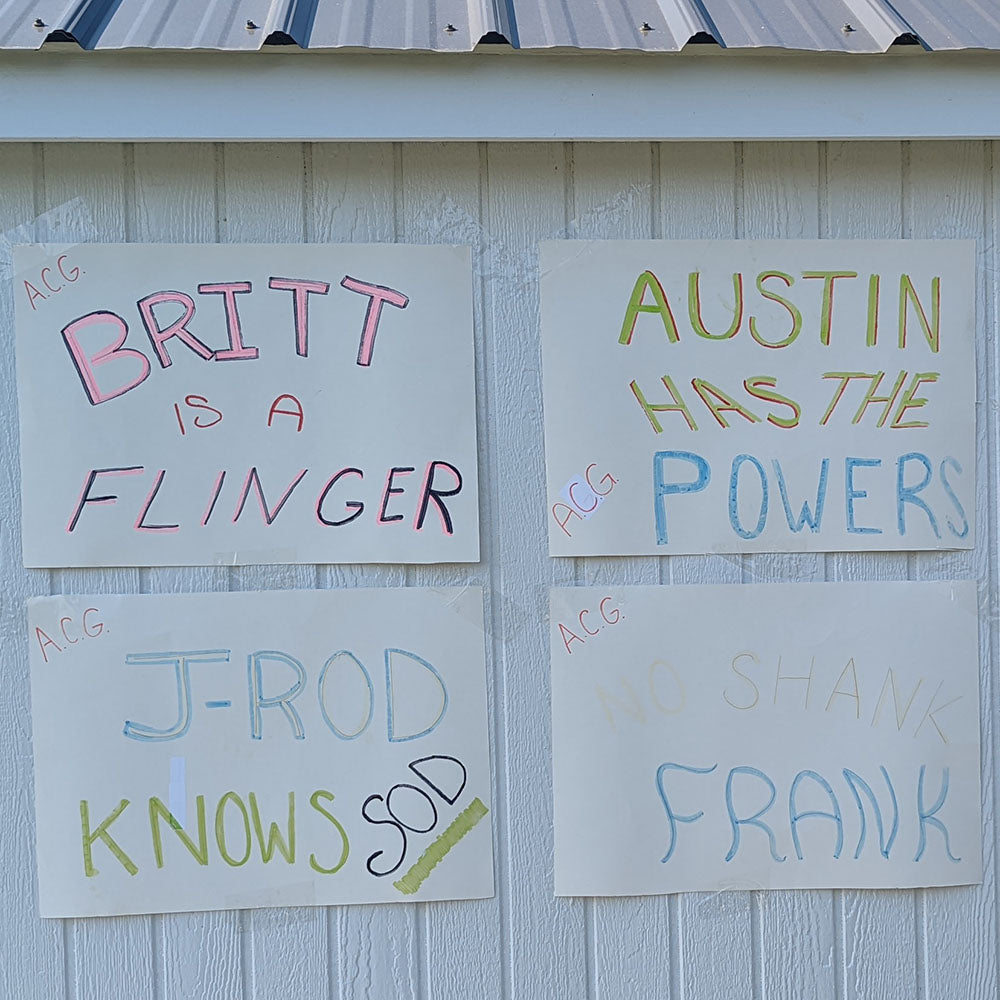 A.C.G.
BRITT
IS A
FLINGER
AUSTIN
HAS THE
A.C.G.
POWERS
A.C.G.
J-ROD
KNOWS SOD
A.C.G.
NO SHANK
FRANK